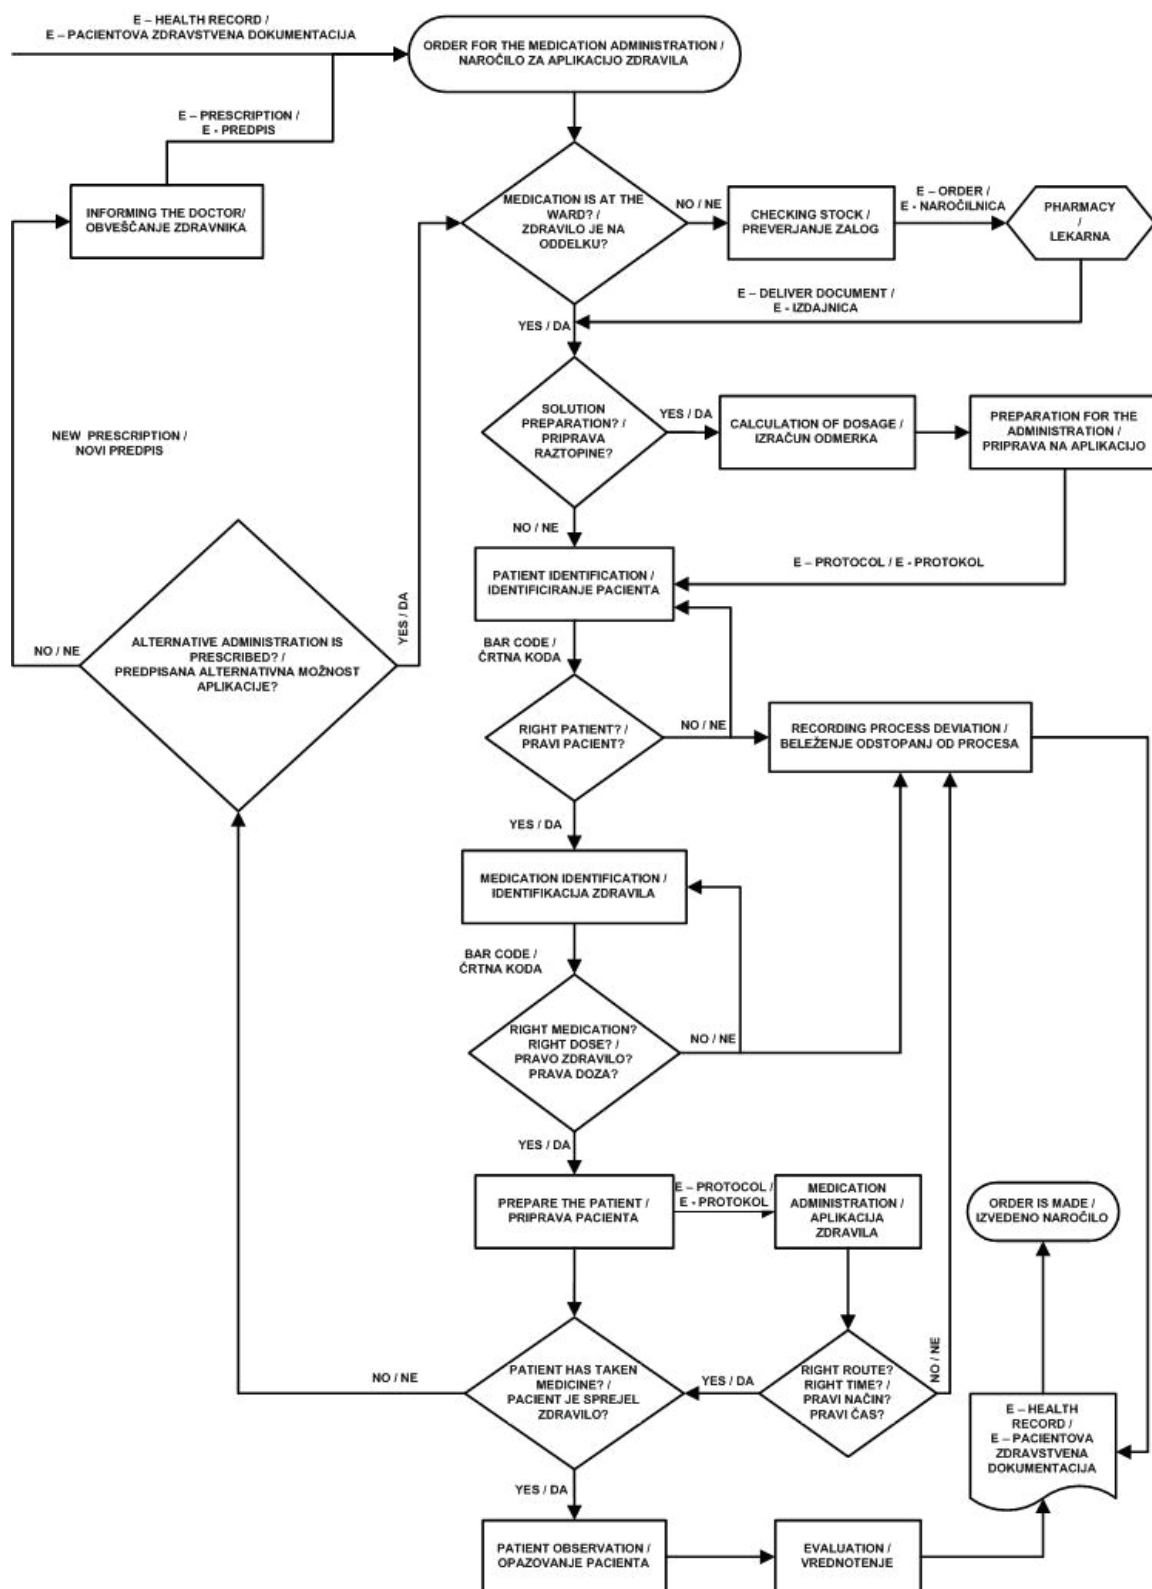 E – HEALTH RECORD /
E – PACIENTOVA ZDRAVSTVENA DOKUMENTACIJA
ORDER FOR THE MEDICATION ADMINISTRATION /
NAROČILO ZA APLIKACIJO ZDRAVILA
E – PRESCRIPTION /
E - PREDPIS
INFORMING THE DOCTOR/
OBVEŠČANJE ZDRAVNIKA
MEDICATION IS AT THE
WARD? /
ZDRAVILO JE NA
ODDELKU?
NO / NE
CHECKING STOCK /
PREVERJANJE ZALOG
E – ORDER /
E - NAROČILNICA
PHARMACY
/
LEKARNA
E – DELIVER DOCUMENT /
E - IZDAJNICA
YES / DA
SOLUTION
PREPARATION? /
PRIPRAVA
RAZTOPINE?
YES / DA
CALCULATION OF DOSAGE /
IZRAČUN ODMERKA
PREPARATION FOR THE
ADMINISTRATION /
PRIPRAVA NA APLIKACIJO
NEW PRESCRIPTION /
NOVI PREDPIS
NO / NE
PATIENT IDENTIFICATION /
IDENTIFICIRANJE PACIENTA
E – PROTOCOL / E - PROTOKOL
YES / DA
NO / NE
ALTERNATIVE ADMINISTRATION IS
PRESCRIBED? /
PREDPISANA ALTERNATIVNA MOŽNOST
APLIKACIJE?
BAR CODE /
ČRTNA KODA
RIGHT PATIENT? /
PRAVI PACIENT?
NO / NE
RECORDING PROCESS DEVIATION /
BELEŽENJE ODSTOPANJ OD PROCESA
YES / DA
MEDICATION IDENTIFICATION /
IDENTIFIKACIJA ZDRAVILA
BAR CODE /
ČRTNA KODA
RIGHT MEDICATION?
RIGHT DOSE? /
PRAVO ZDRAVILO?
PRAVA DOZA?
NO / NE
YES / DA
PREPARE THE PATIENT /
PRIPRAVA PACIENTA
E – PROTOCOL /
E - PROTOKOL
MEDICATION
ADMINISTRATION /
APLIKACIJA
ZDRAVILA
ORDER IS MADE /
IZVEDENO NAROČILO
NO / NE
PATIENT HAS TAKEN
MEDICINE? /
PACIENT JE SPREJEL
ZDRAVILO?
YES / DA
RIGHT ROUTE?
RIGHT TIME? /
PRAVI NAČIN?
PRAVI ČAS?
NO / NE
E – HEALTH
RECORD /
E – PACIENTOVA
ZDRAVSTVENA
DOKUMENTACIJA
YES / DA
PATIENT OBSERVATION /
OPAZOVANJE PACIENTA
EVALUATION /
VREDNOTENJE